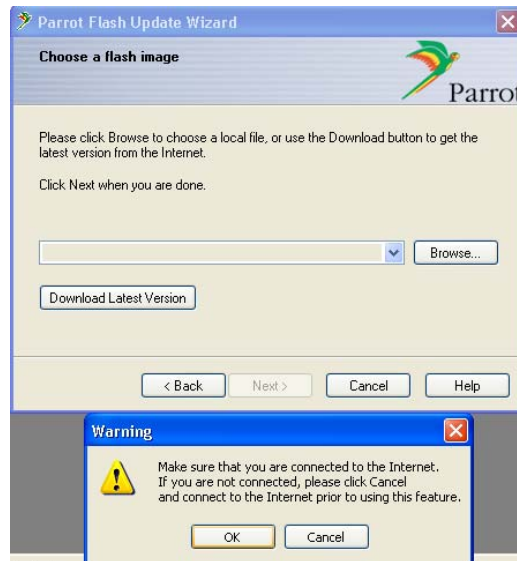 Parrot Flash Update Wizard
Choose a flash image
Parrot
Please click Browse to choose a local file, or use the Download button to get the
latest version from the Internet.
Click Next when you are done.
Browse...
Download Latest Version
< Back Next > Cancel Help
Warning
Make sure that you are connected to the Internet.
If you are not connected, please click Cancel
and connect to the Internet prior to using this feature.
OK Cancel